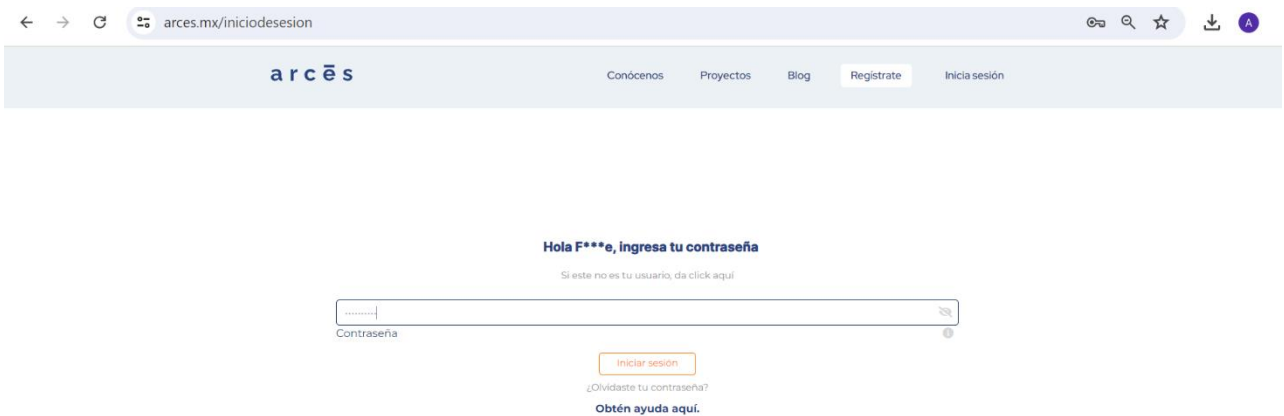 arces.mx/iniciodesesion
A
arcēs
Conócenos Proyectos Blog Regístrate Inicia sesión
Hola F***e, ingresa tu contraseña
Si este no es tu usuario, da click aquí
Contraseña
Iniciar sesión
¿Olvidaste tu contraseña?
Obtén ayuda aquí.